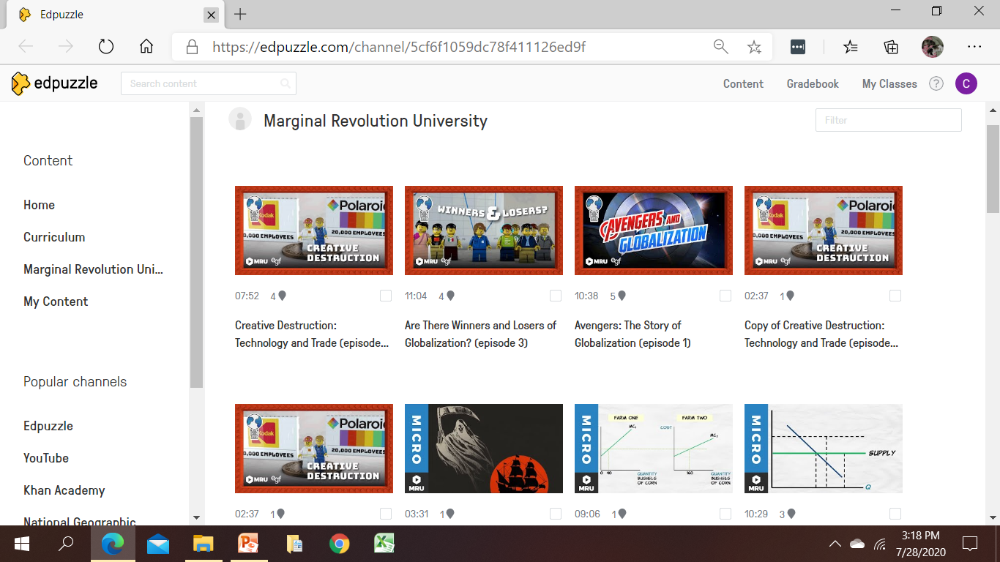 Edpuzzle
https://edpuzzle.com/channel/5cf6f1059dc78f411126ed9f
edpuzzle
Search content
Content
Gradebook
My Classes
?
C
Content
Home
Curriculum
Marginal Revolution Uni...
My Content
Popular channels
Edpuzzle
YouTube
Khan Academy
National Geographic
Marginal Revolution University
Filter
Kodak
Polaroid
0,000 EMPLOYEES
20,000 EMPLOYEES
CREATIVE
DESTRUCTION
MRU egf
07:52 4
Creative Destruction:
Technology and Trade (episode...
WINNERS & LOSERS?
MRU egf
11:04 4
Are There Winners and Losers of
Globalization? (episode 3)
AVENGERS AND
GLOBALIZATION
MRU egf
10:38 5
Avengers: The Story of
Globalization (episode 1)
Kodak
Polaroid
0,000 EMPLOYEES
20,000 EMPLOYEES
CREATIVE
DESTRUCTION
MRU egf
02:37 1
Copy of Creative Destruction:
Technology and Trade (episode...
Kodak
Polaroid
0,000 EMPLOYEES
20,000 EMPLOYEES
CREATIVE
DESTRUCTION
MRU egf
02:37 1
MICRO
MRU
03:31 1
MICRO
MRU
FARM ONE
FARM TWO
MC₁
COST
MC₂
0 40
160
QUANTITY
BUSHELS
OF CORN
QUANTITY
BUSHELS
OF CORN
09:06 1
MICRO
MRU
SUPPLY
Q
10:29 3
3:18 PM
7/28/2020